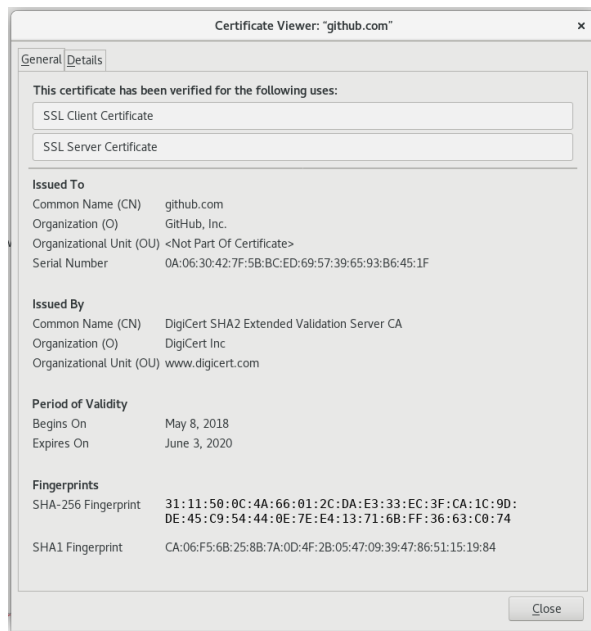 Certificate Viewer: "github.com"
×
General Details
This certificate has been verified for the following uses:
SSL Client Certificate
SSL Server Certificate
Issued To
Common Name (CN) github.com
Organization (O) GitHub, Inc.
Organizational Unit (OU) <Not Part Of Certificate>
Serial Number 0A:06:30:42:7F:5B:BC:ED:69:57:39:65:93:B6:45:1F
Issued By
Common Name (CN) DigiCert SHA2 Extended Validation Server CA
Organization (O) DigiCert Inc
Organizational Unit (OU) www.digicert.com
Period of Validity
Begins On May 8, 2018
Expires On June 3, 2020
Fingerprints
SHA-256 Fingerprint 31:11:50:0C:4A:66:01:2C:DA:E3:33:EC:3F:CA:1C:9D:
DE:45:C9:54:44:0E:7E:E4:13:71:6B:FF:36:63:C0:74
SHA1 Fingerprint CA:06:F5:6B:25:8B:7A:0D:4F:2B:05:47:09:39:47:86:51:15:19:84
Close